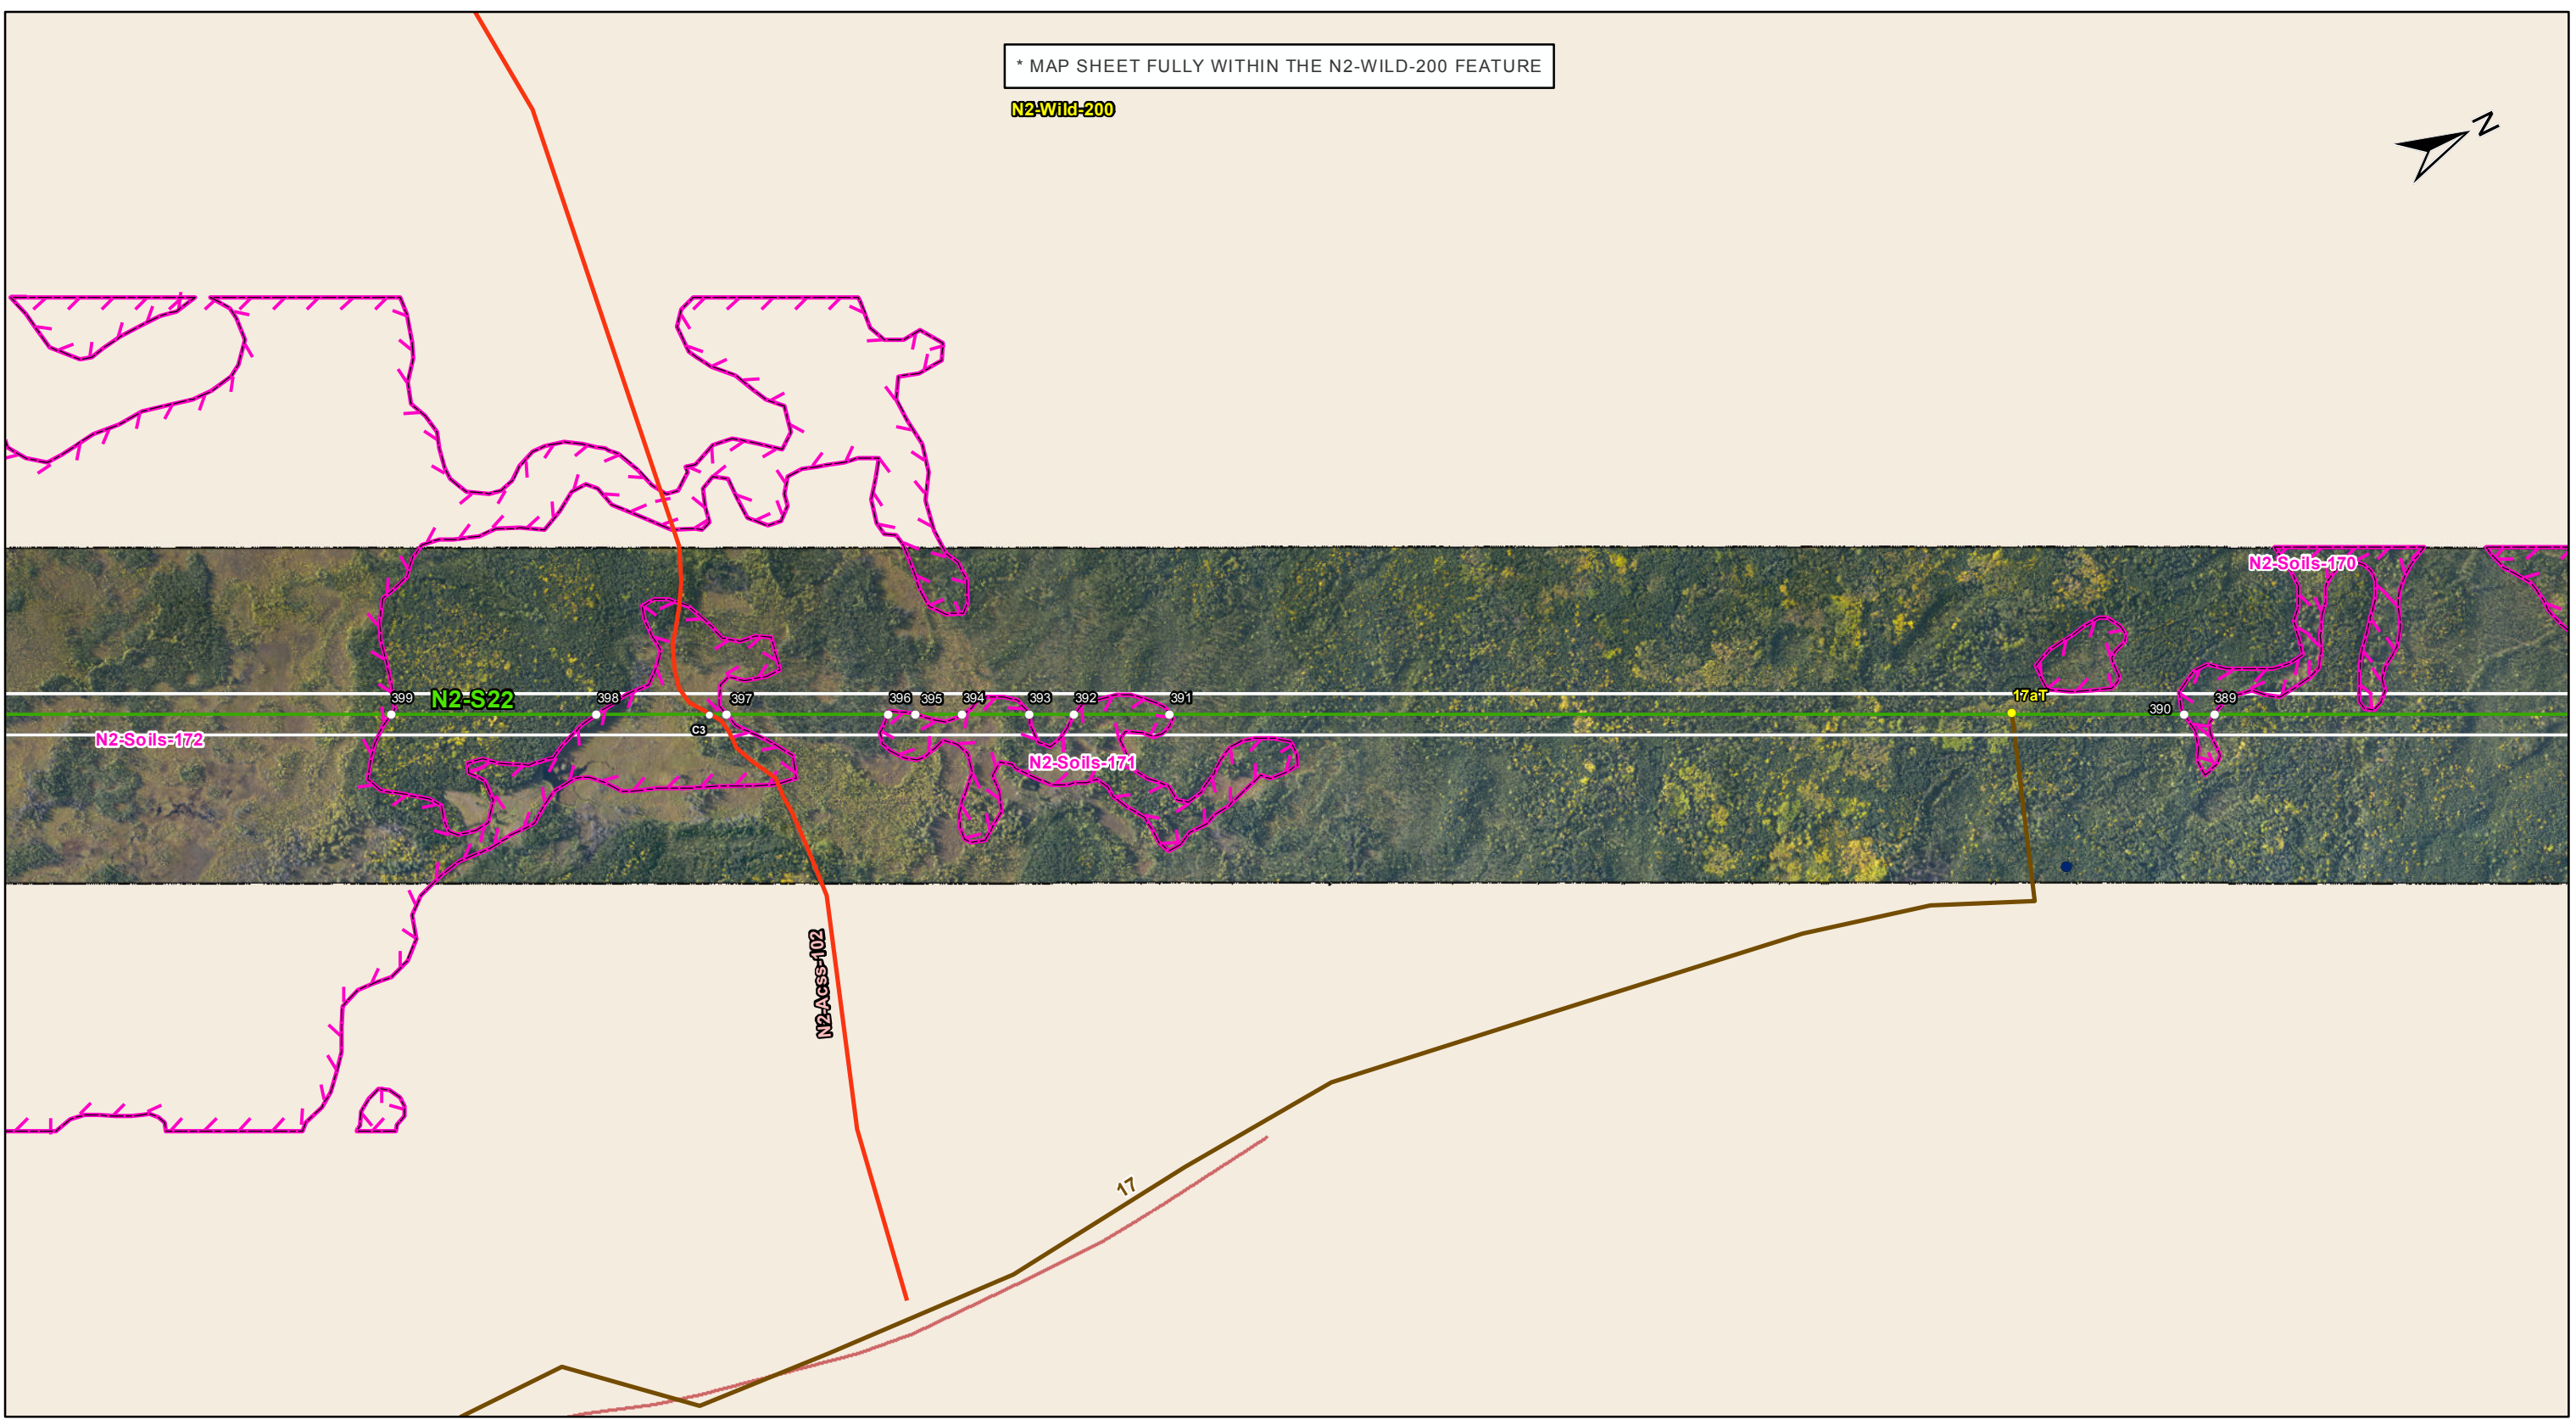 * MAP SHEET FULLY WITHIN THE N2-WILD-200 FEATURE
N2-Wild-200
N
N2-Soils-170
399
N2-S22
398
397
396
395
394
393
392
391
17aT
390
389
C3
N2-Soils-172
N2-Soils-171
N2-Acss-102
17